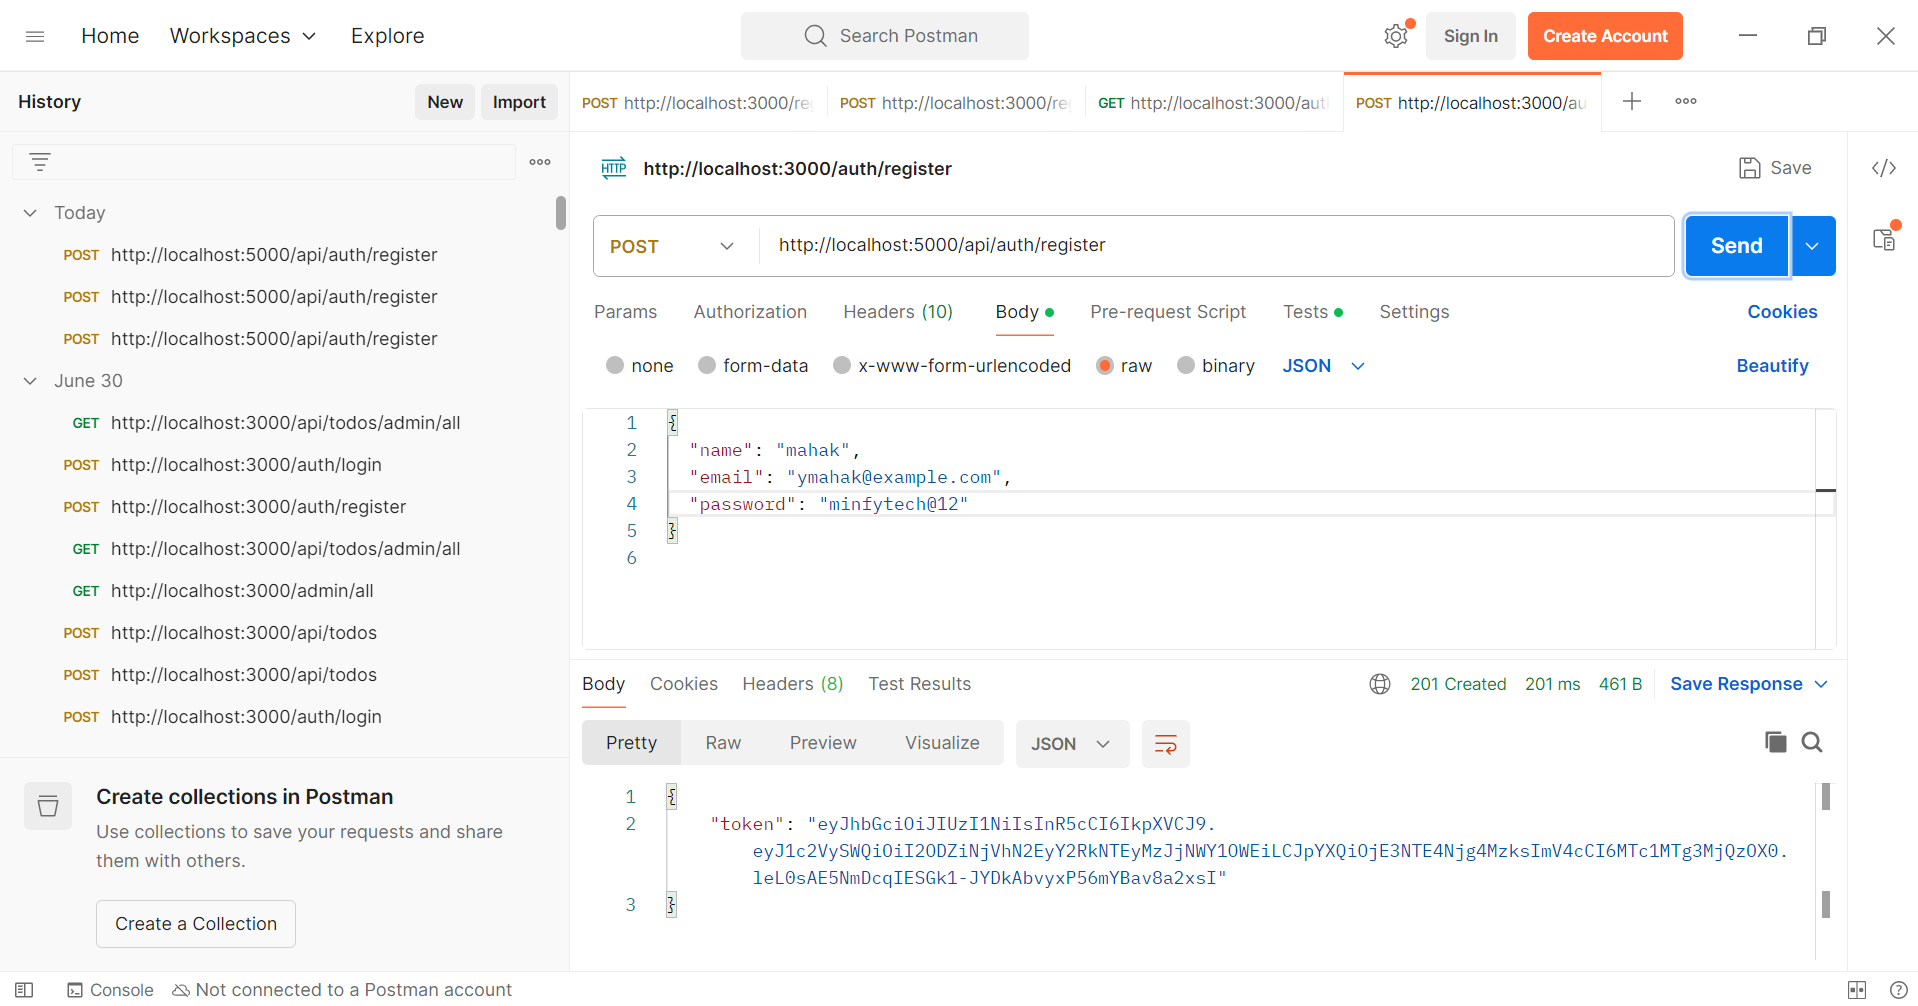 Home Workspaces Explore Search Postman Sign In Create Account
History New Import
POST http://localhost:3000/re POST http://localhost:3000/re GET http://localhost:3000/aut POST http://localhost:3000/au
HTTP http://localhost:3000/auth/register Save
Today
POST http://localhost:5000/api/auth/register
POST http://localhost:5000/api/auth/register
POST http://localhost:5000/api/auth/register
June 30
GET http://localhost:3000/api/todos/admin/all
POST http://localhost:3000/auth/login
POST http://localhost:3000/auth/register
GET http://localhost:3000/api/todos/admin/all
GET http://localhost:3000/admin/all
POST http://localhost:3000/api/todos
POST http://localhost:3000/api/todos
POST http://localhost:3000/auth/login
Create collections in Postman
Use collections to save your requests and share
them with others.
Create a Collection
POST http://localhost:5000/api/auth/register Send
Params Authorization Headers (10) Body Pre-request Script Tests Settings Cookies
none form-data x-www-form-urlencoded raw binary JSON Beautify
1 {
2 "name": "mahak",
3 "email": "ymahak@example.com",
4 "password": "minfytech@12"
5 }
6
Body Cookies Headers (8) Test Results 201 Created 201 ms 461 B Save Response
Pretty Raw Preview Visualize JSON
1 {
2 "token": "eyJhbGciOiJIUzI1NiIsInR5cCI6IkpXVCJ9.
eyJ1c2VySWQiOiI2ODZiNjVhN2EyY2RkNTEyMzJjNWY1OWEiLCJpYXQiOjE3NTE4Njg4MzksImV4cCI6MTc1MTg3MjQzOX0.
leL0sAE5NmDcqIESGk1-JYDkAbvyxP56mYBav8a2xsI"
3 }
Console Not connected to a Postman account